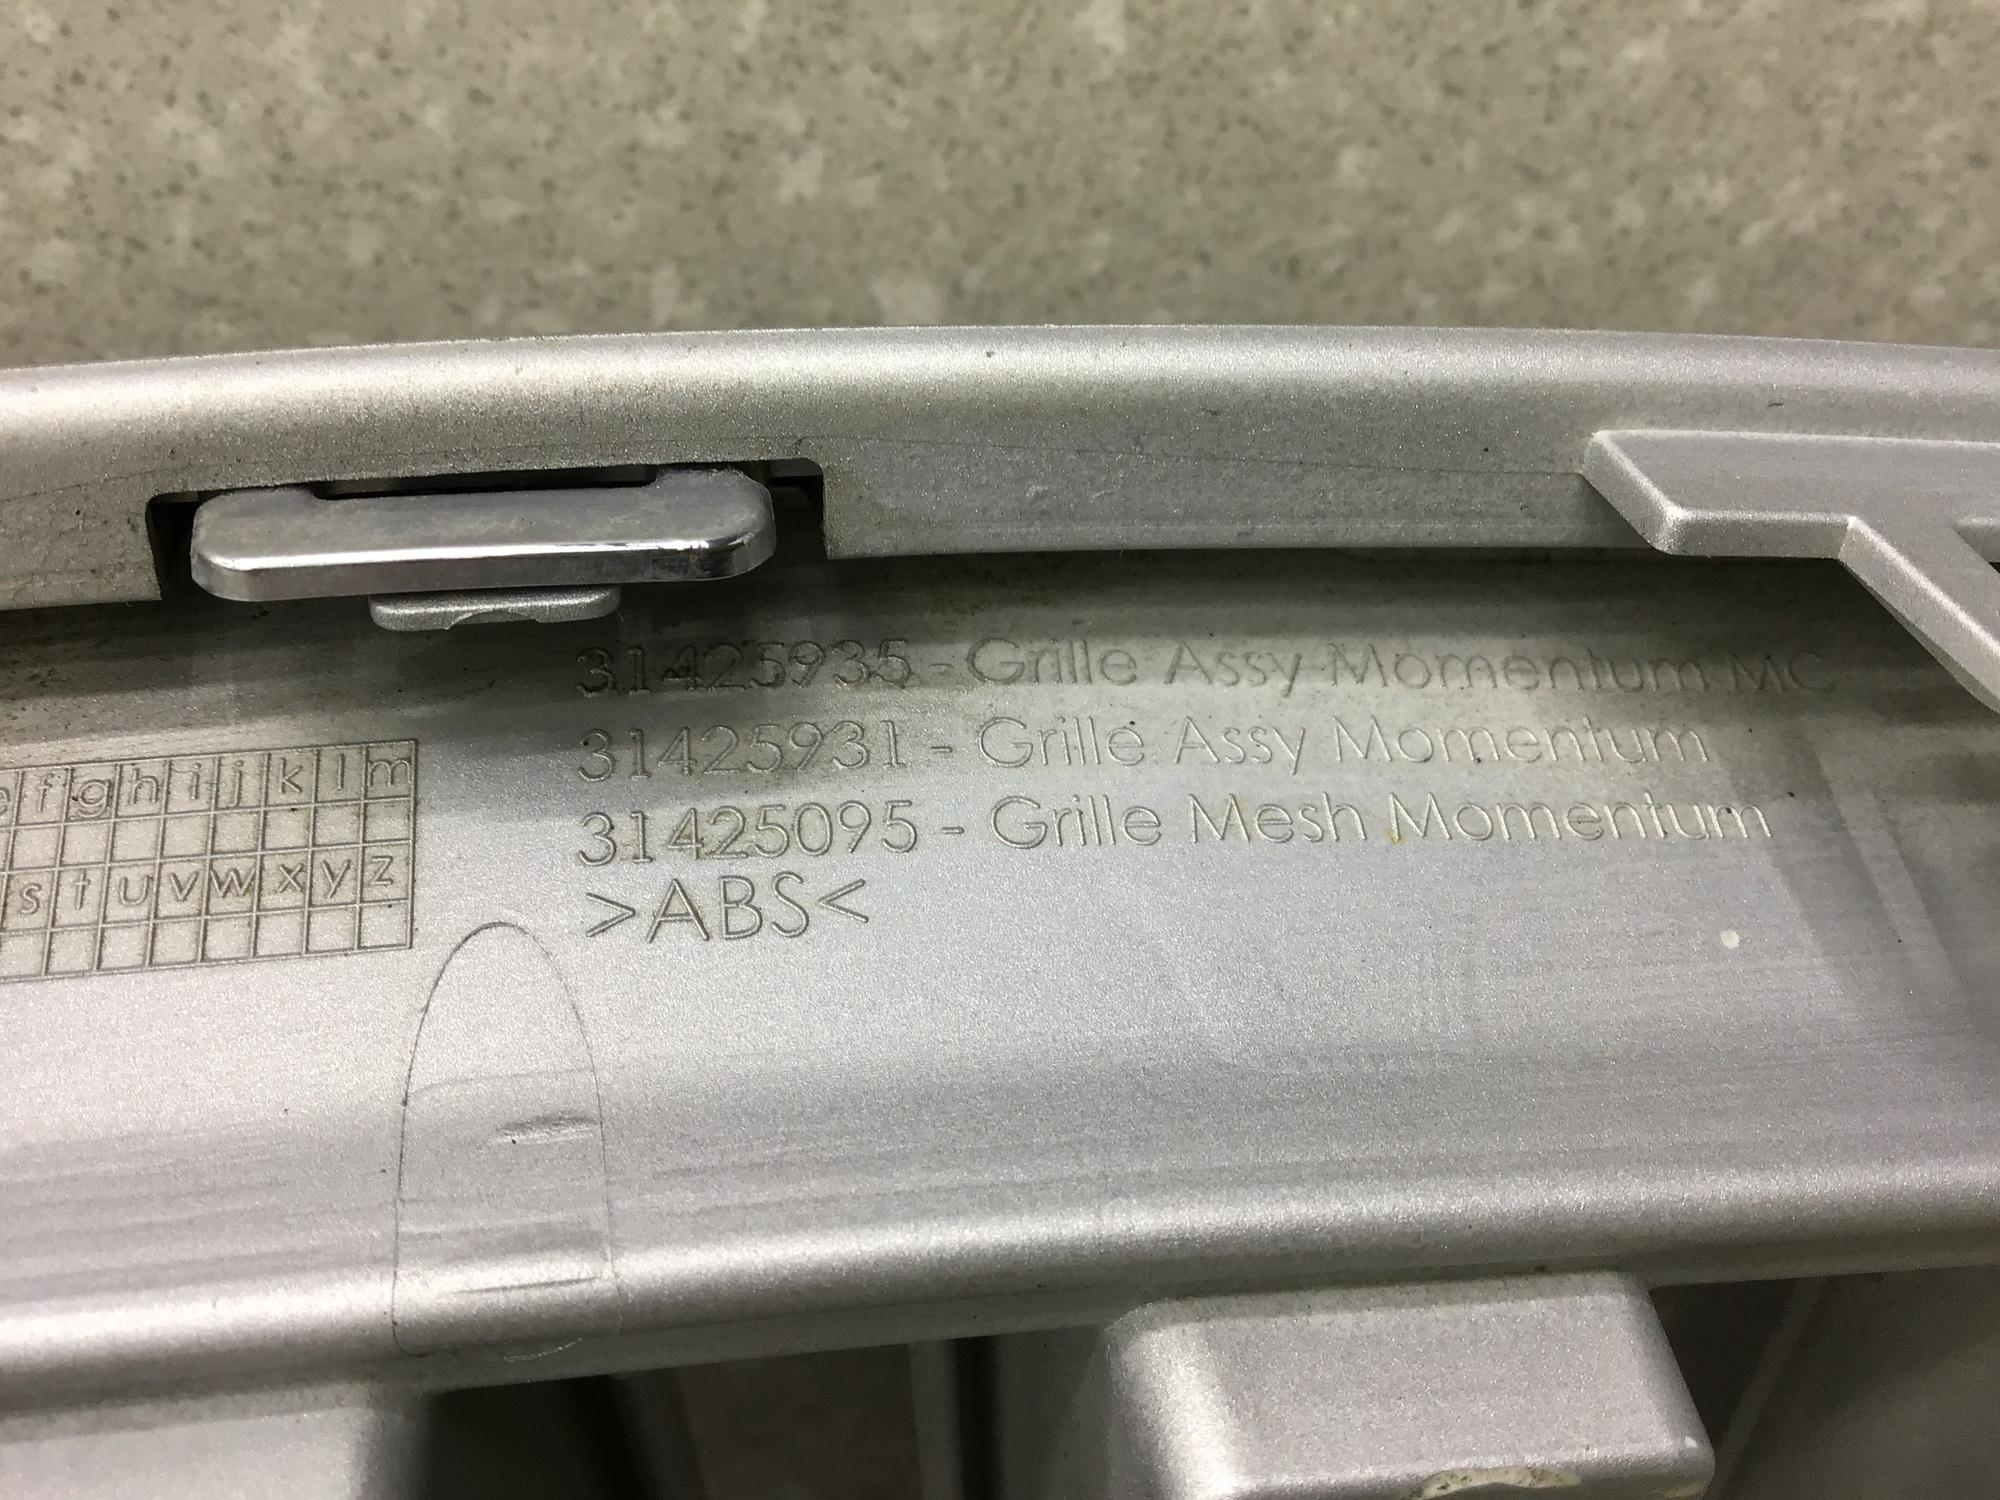 31425935 - Grille Assy Momentum MC
31425931 - Grille Assy Momentum
31425095 - Grille Mesh Momentum
>ABS<
e f g h i j k l m
s t u v w x y z